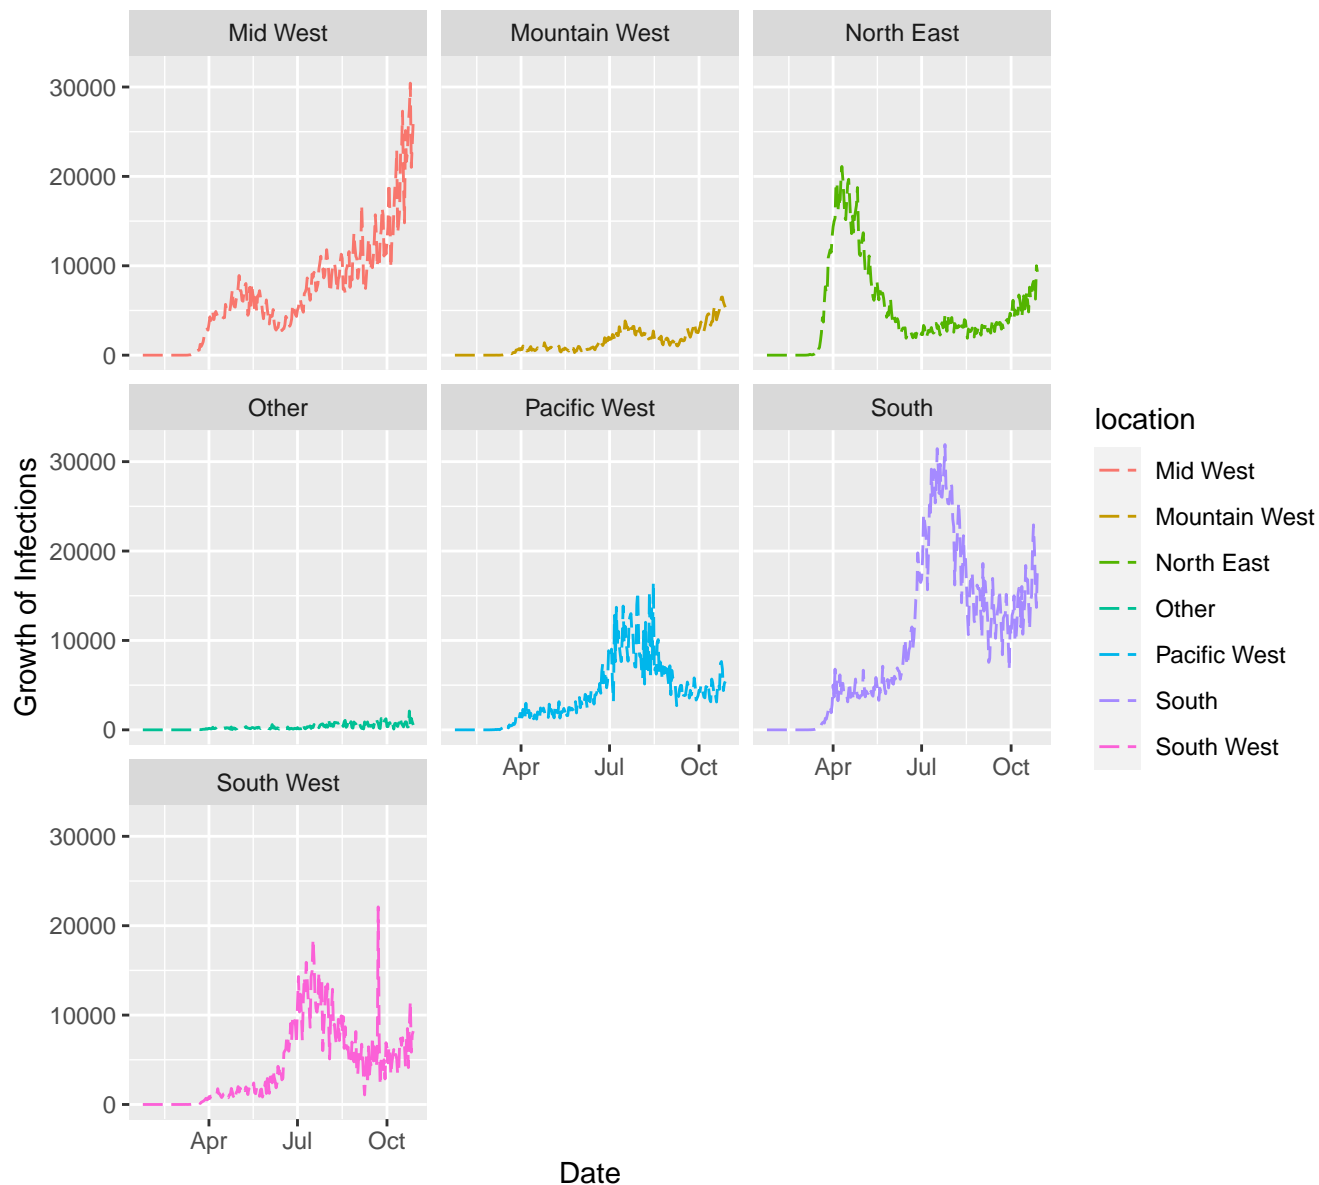 Mid West
Mountain West
North East
30000
20000
10000
0
Other
Pacific West
South
30000
20000
10000
0
Apr
Jul
Oct
Apr
Jul
Oct
South West
30000
20000
10000
0
Apr
Jul
Oct
Growth of Infections
Date
location
Mid West
Mountain West
North East
Other
Pacific West
South
South West